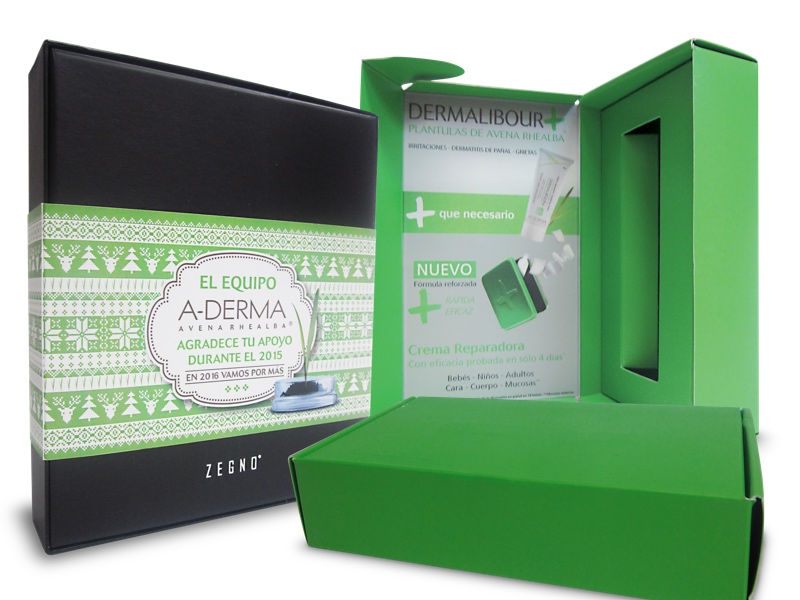 EL EQUIPO
A-DERMA
AVENA RHEALBA®
AGRADECE TU APOYO
DURANTE EL 2015
EN 2016 VAMOS POR MÁS
ZEGNO®
DERMALIBOUR+
PLÁNTULAS DE AVENA RHEALBA
IRRITACIONES - DERMATITIS DE PAÑAL - GRIETAS
+ que necesario
NUEVO
Fórmula reforzada
+ RÁPIDA
EFICAZ
Crema Reparadora
Con eficacia probada en sólo 4 días
Bebés - Niños - Adultos
Cara - Cuerpo - Mucosas